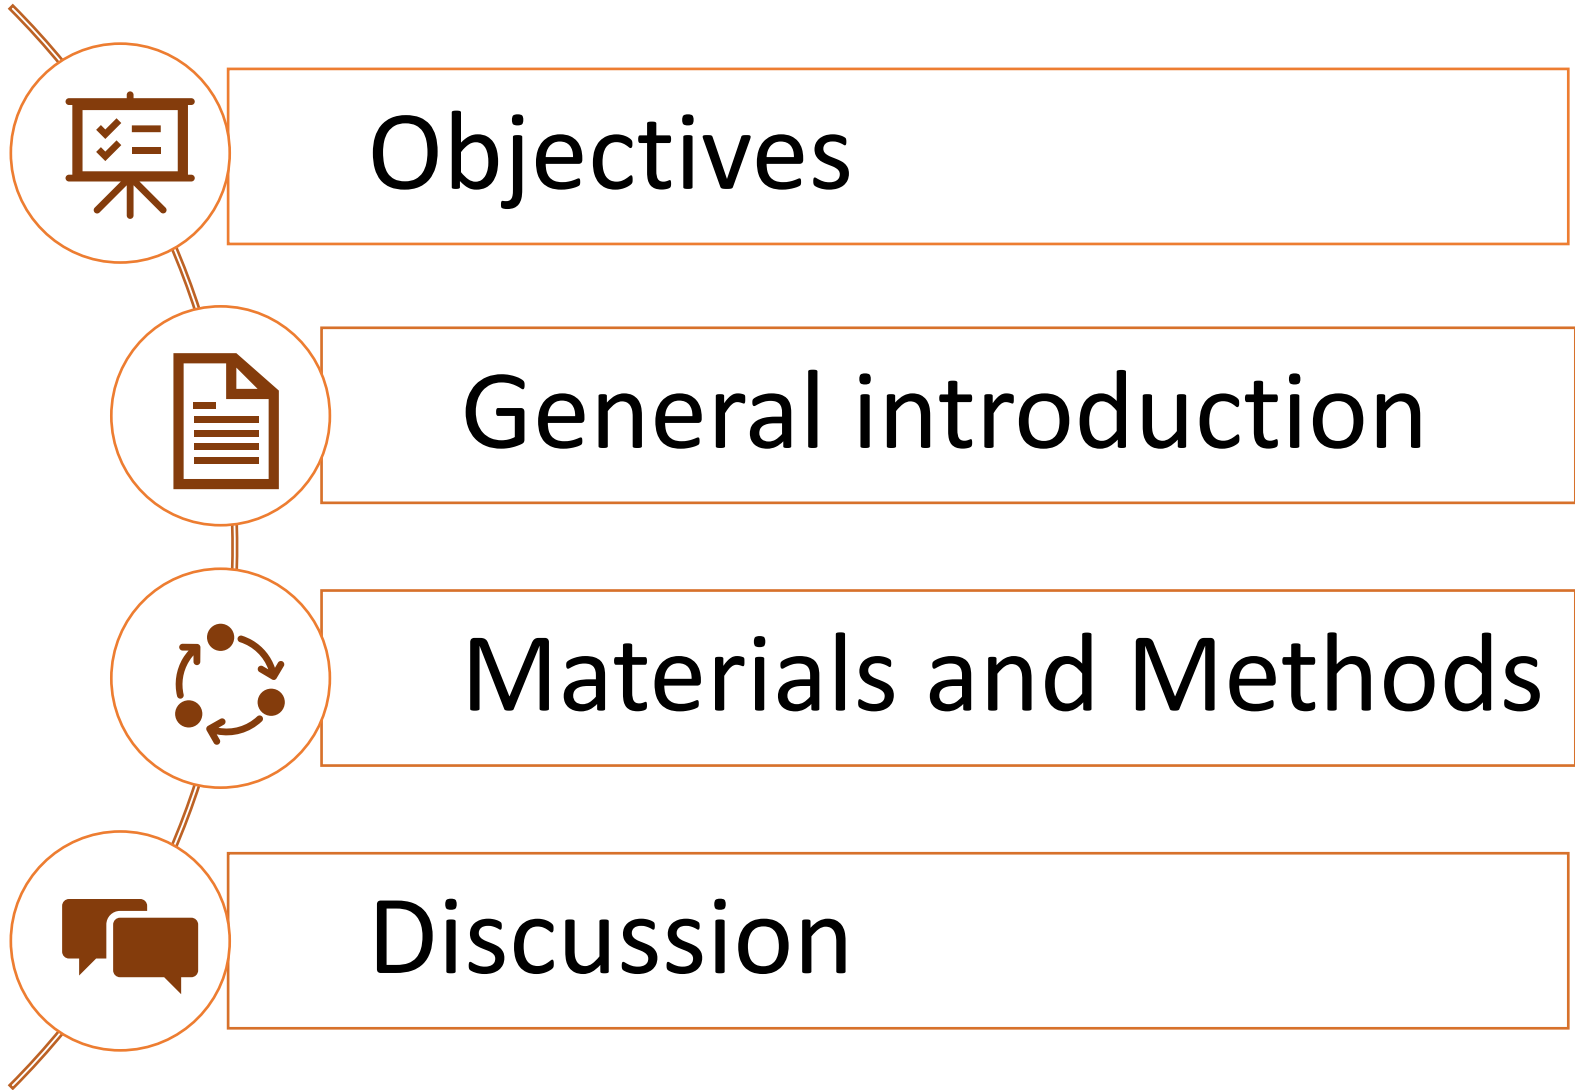 Objectives
General introduction
Materials and Methods
Discussion